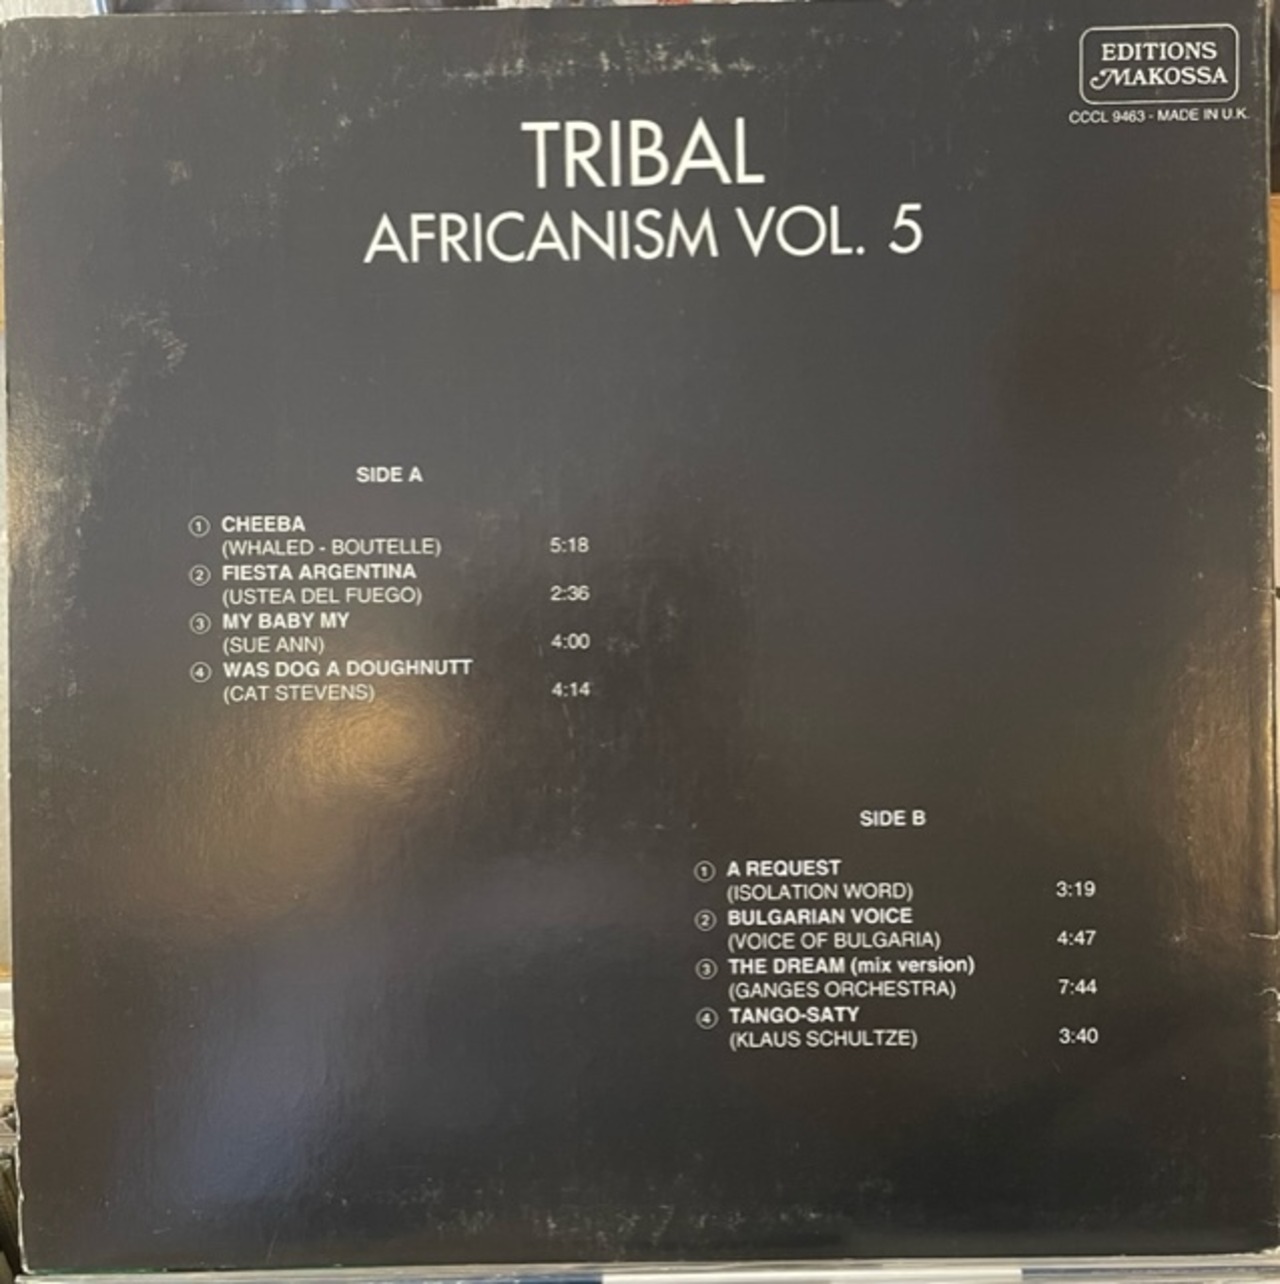 EDITIONS
MAKOSSA
CCCL 9463 - MADE IN U.K.
TRIBAL
AFRICANISM VOL. 5
SIDE A
1 CHEEBA
(WHALED - BOUTELLE) 5:18
2 FIESTA ARGENTINA
(USTEA DEL FUEGO) 2:36
3 MY BABY MY
(SUE ANN) 4:00
4 WAS DOG A DOUGHNUTT
(CAT STEVENS) 4:14
SIDE B
1 A REQUEST
(ISOLATION WORD) 3:19
2 BULGARIAN VOICE
(VOICE OF BULGARIA) 4:47
3 THE DREAM (mix version)
(GANGES ORCHESTRA) 7:44
4 TANGO-SATY
(KLAUS SCHULTZE) 3:40